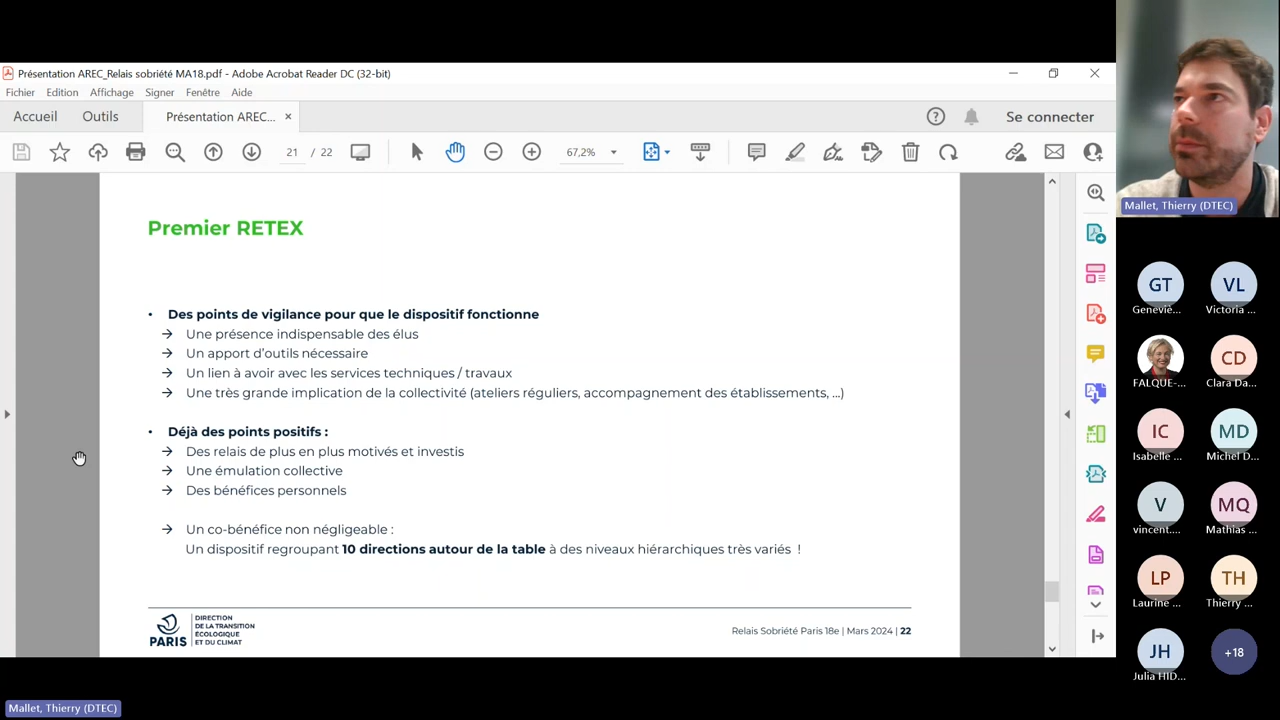 Présentation AREC_Relais sobriété MA18.pdf - Adobe Acrobat Reader DC (32-bit)
Fichier Edition Affichage Signer Fenêtre Aide
Accueil Outils Présentation AREC... × Se connecter
21 / 22 67,2%
Premier RETEX
• Des points de vigilance pour que le dispositif fonctionne
→ Une présence indispensable des élus
→ Un apport d'outils nécessaire
→ Un lien à avoir avec les services techniques / travaux
→ Une très grande implication de la collectivité (ateliers réguliers, accompagnement des établissements, ...)
• Déjà des points positifs :
→ Des relais de plus en plus motivés et investis
→ Une émulation collective
→ Des bénéfices personnels
→ Un co-bénéfice non négligeable :
Un dispositif regroupant 10 directions autour de la table à des niveaux hiérarchiques très variés !
PARIS
DIRECTION
DE LA TRANSITION
ÉCOLOGIQUE
ET DU CLIMAT
Relais Sobriété Paris 18e | Mars 2024 | 22
Mallet, Thierry (DTEC)
GT VL
Geneviè... Victoria ...
CD
FALQUE-... Clara Da...
IC MD
Isabelle ... Michel D...
V MQ
vincent.... Mathias ...
LP TH
Laurine ... Thierry ...
JH +18
Julia HID...
Mallet, Thierry (DTEC)